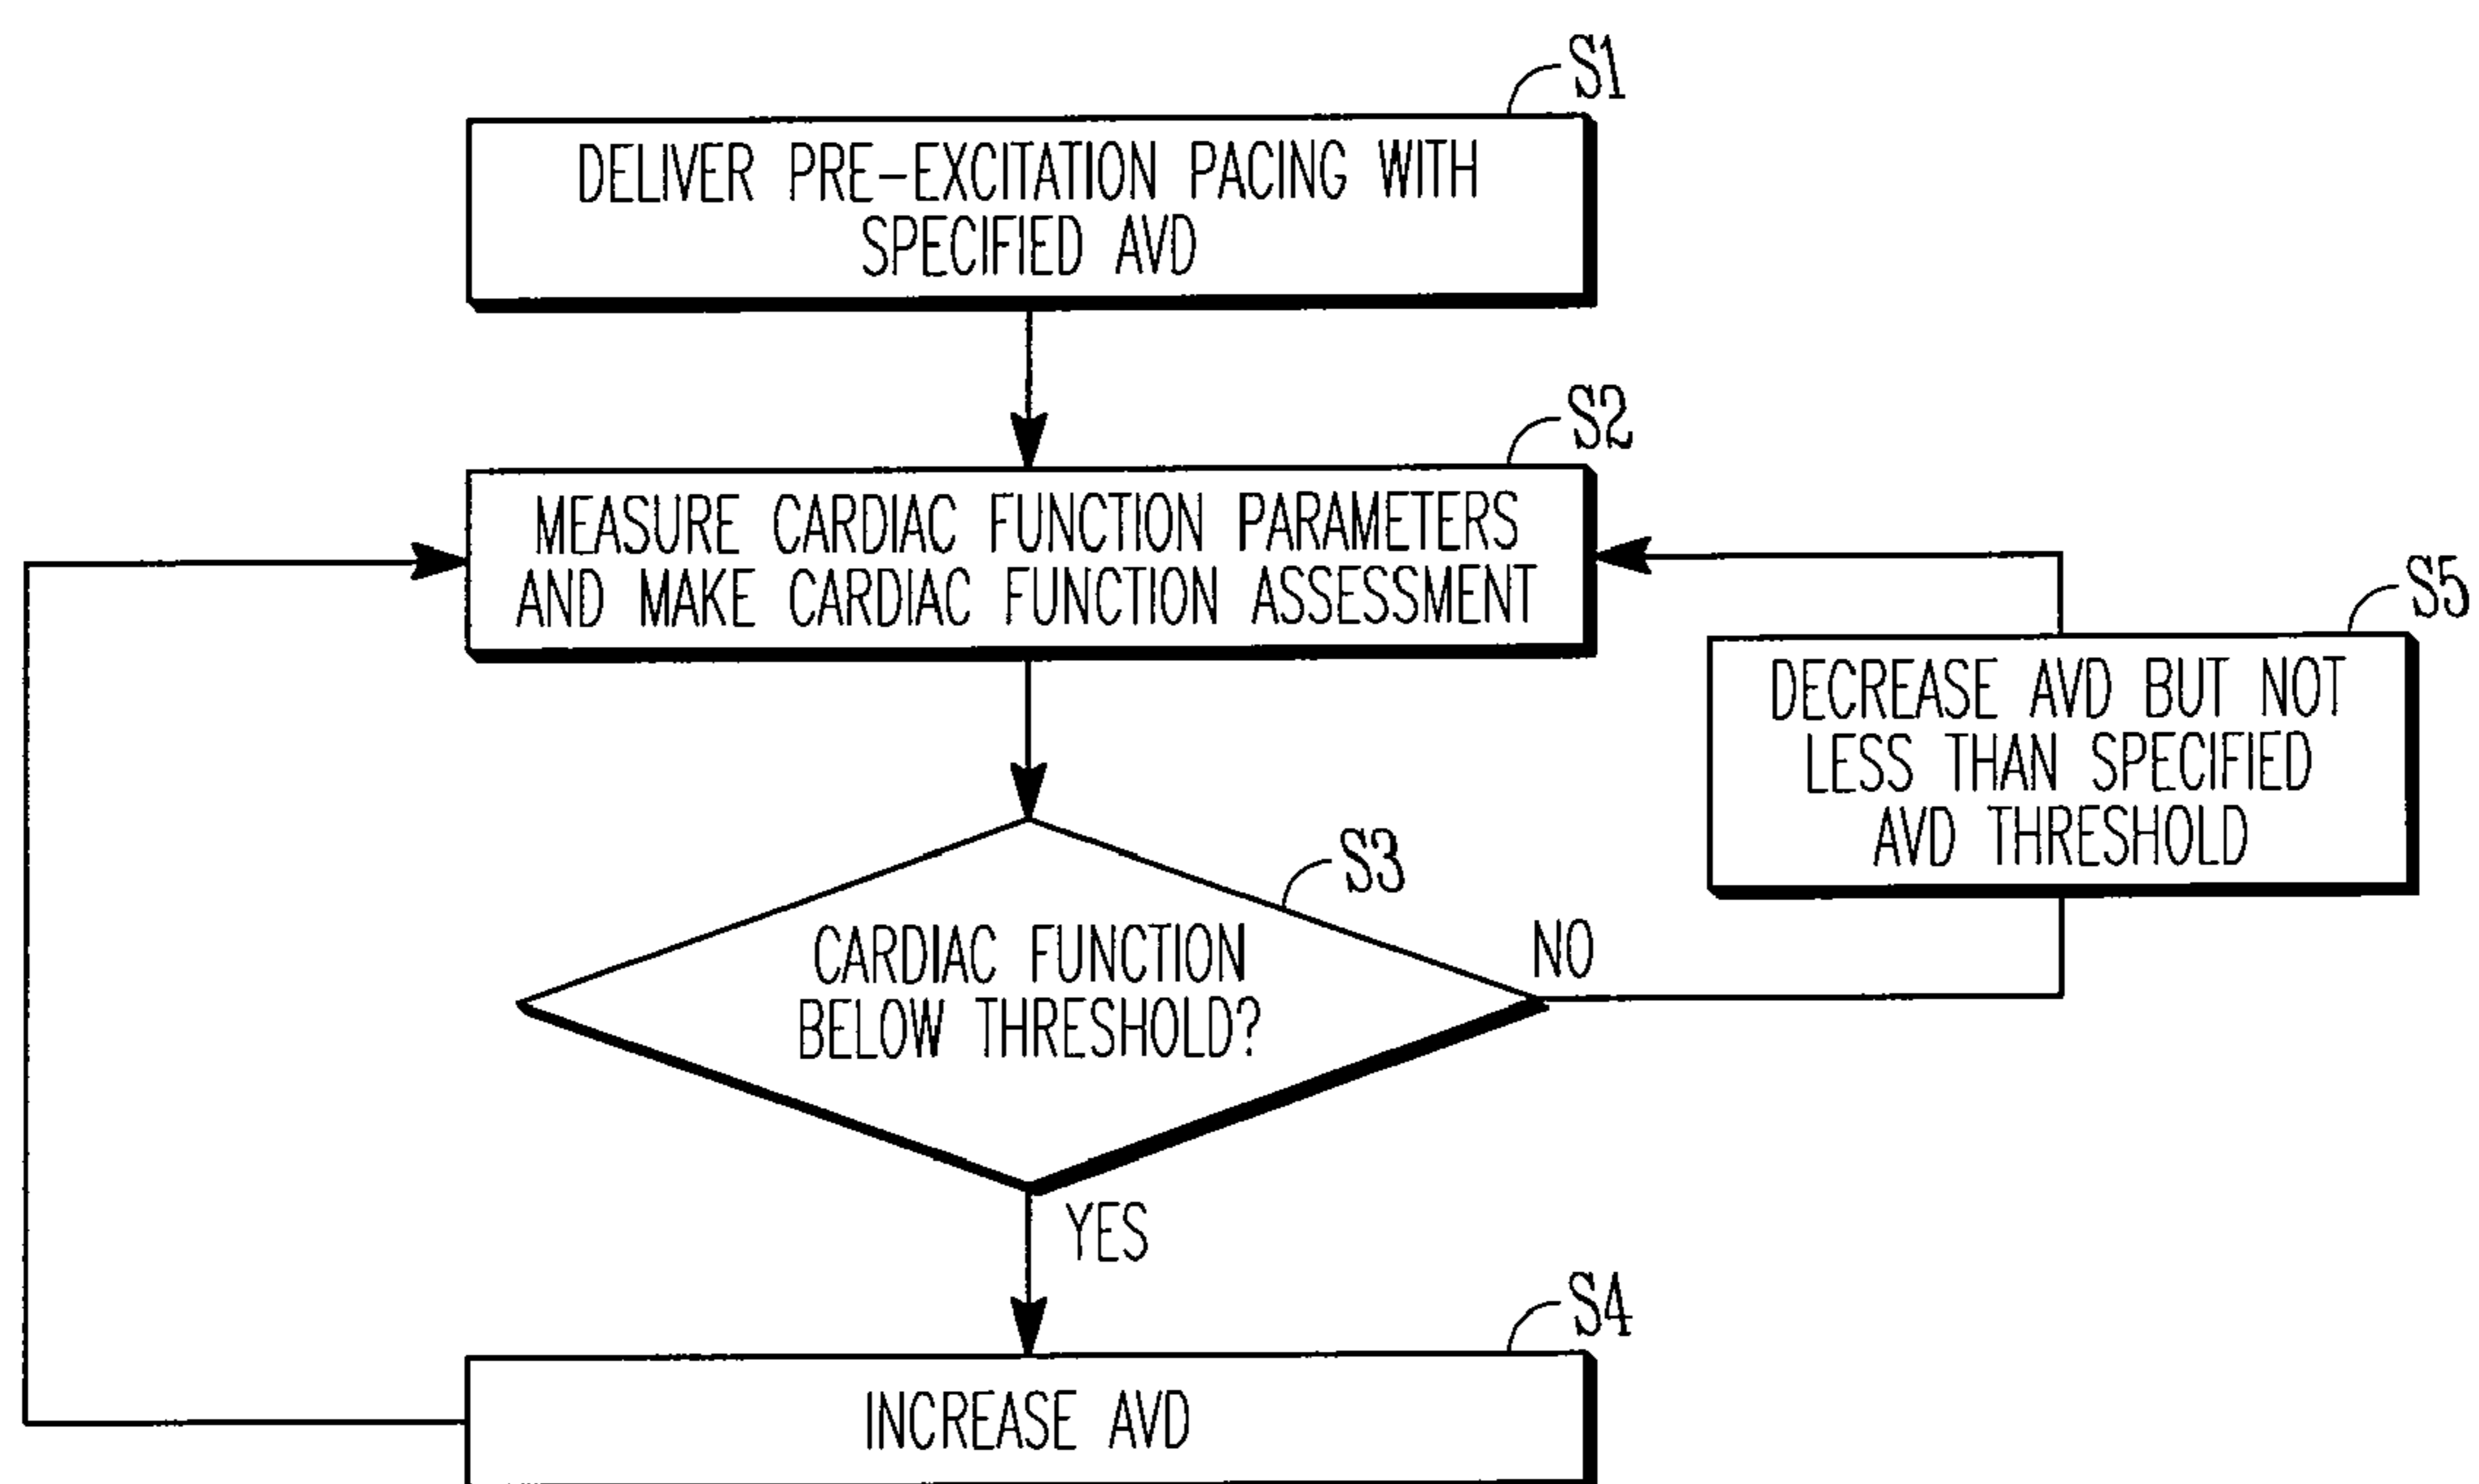 S1
DELIVER PRE-EXCITATION PACING WITH
SPECIFIED AVD
S2
MEASURE CARDIAC FUNCTION PARAMETERS
AND MAKE CARDIAC FUNCTION ASSESSMENT
S5
DECREASE AVD BUT NOT
LESS THAN SPECIFIED
AVD THRESHOLD
S3
CARDIAC FUNCTION
BELOW THRESHOLD?
NO
YES
S4
INCREASE AVD